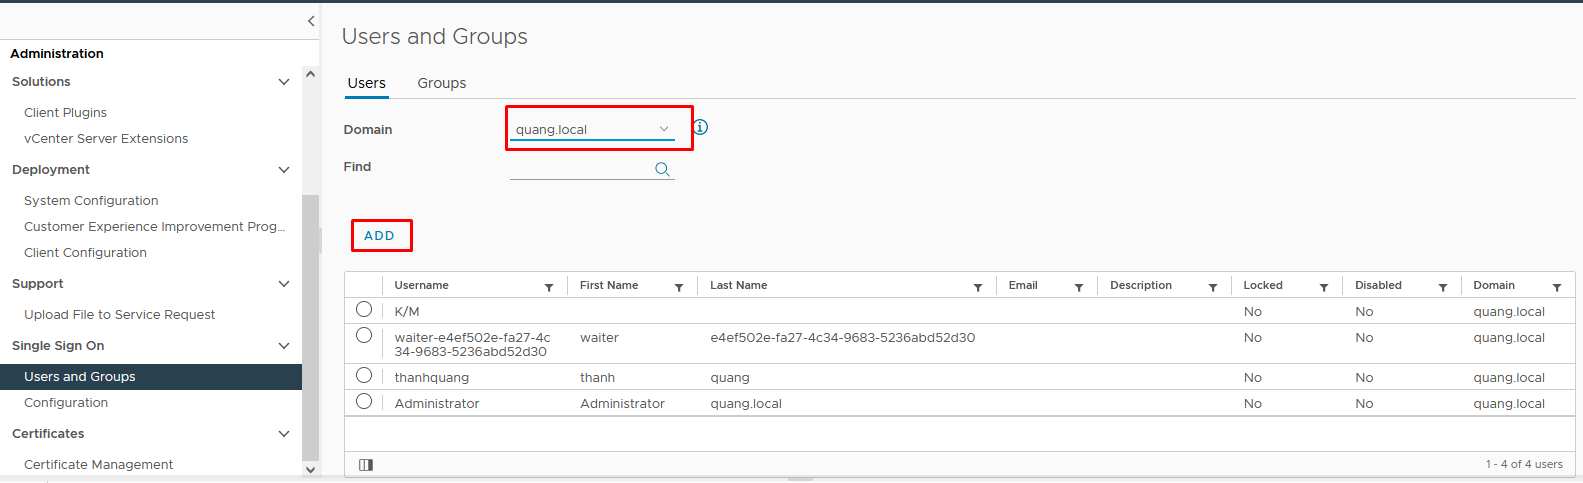 Administration
Solutions
Client Plugins
vCenter Server Extensions
Deployment
System Configuration
Customer Experience Improvement Prog...
Client Configuration
Support
Upload File to Service Request
Single Sign On
Users and Groups
Configuration
Certificates
Certificate Management
Users and Groups
Users Groups
Domain quang.local
Find
ADD
Username First Name Last Name Email Description Locked Disabled Domain
K/M No No quang.local
waiter-e4ef502e-fa27-4c waiter e4ef502e-fa27-4c34-9683-5236abd52d30 No No quang.local
34-9683-5236abd52d30
thanhquang thanh quang No No quang.local
Administrator Administrator quang.local No No quang.local
1 - 4 of 4 users